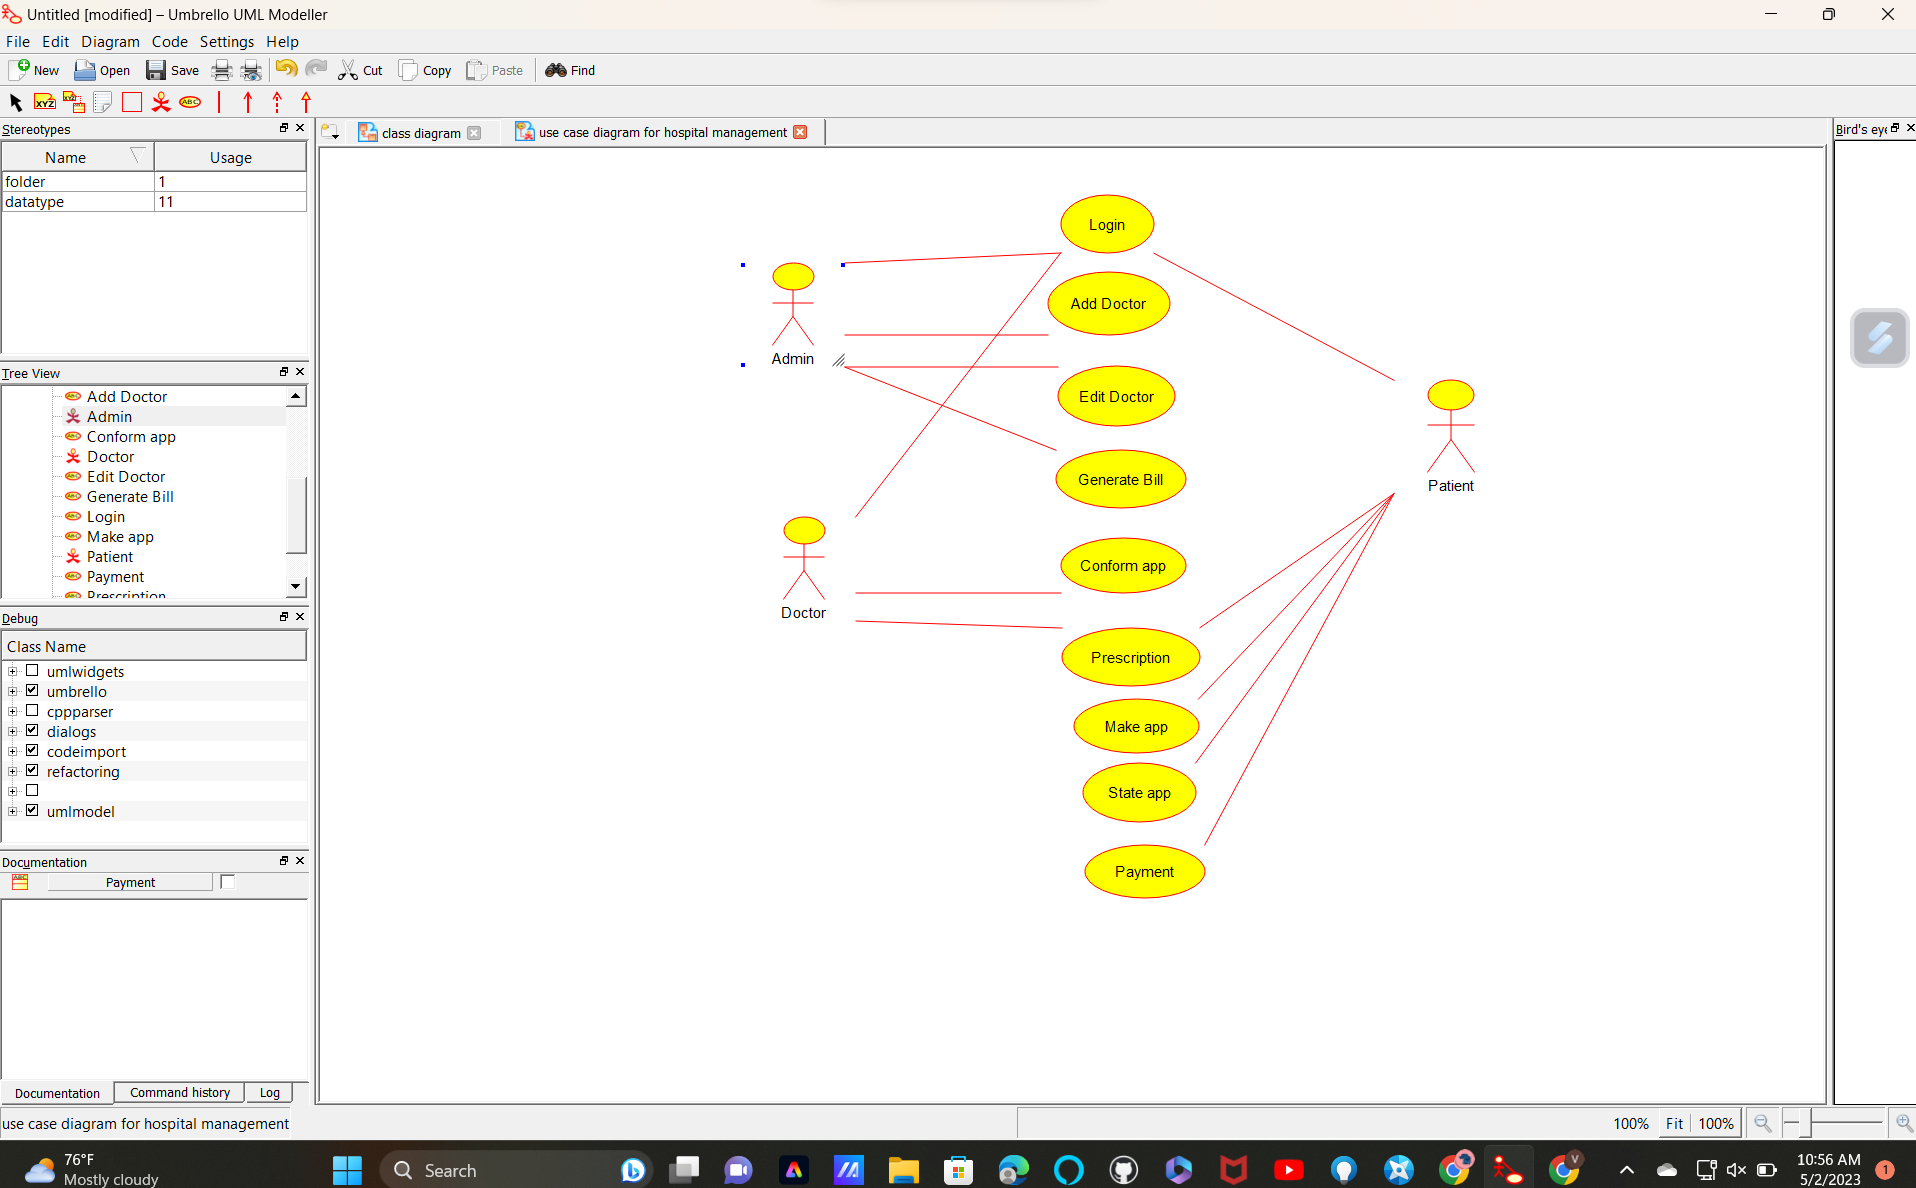 Untitled [modified] – Umbrello UML Modeller
File Edit Diagram Code Settings Help
New Open Save Cut Copy Paste Find
XYZ ABC
Stereotypes
class diagram
use case diagram for hospital management
Bird's eye
Name Usage
folder 1
datatype 11
Tree View
Add Doctor
Admin
Conform app
Doctor
Edit Doctor
Generate Bill
Login
Make app
Patient
Payment
Prescription
Debug
Class Name
umlwidgets
umbrello
cppparser
dialogs
codeimport
refactoring
umlmodel
Documentation
Payment
Documentation Command history Log
Login
Add Doctor
Admin
Edit Doctor
Generate Bill
Patient
Conform app
Doctor
Prescription
Make app
State app
Payment
use case diagram for hospital management
100% Fit 100%
76°F
Mostly cloudy
Search
V
10:56 AM
5/2/2023
1